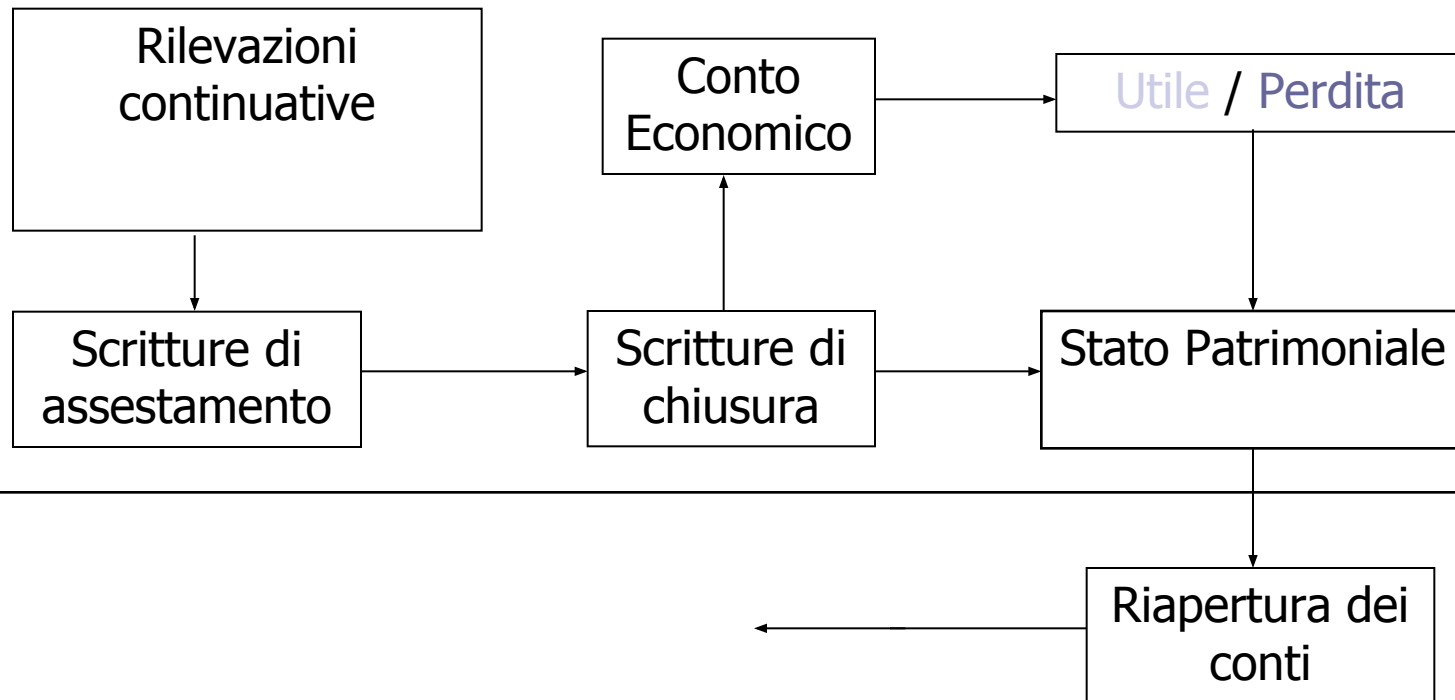 Rilevazioni
continuative
Conto
Economico
Utile / Perdita
Scritture di
assestamento
Scritture di
chiusura
Stato Patrimoniale
Riapertura dei
conti